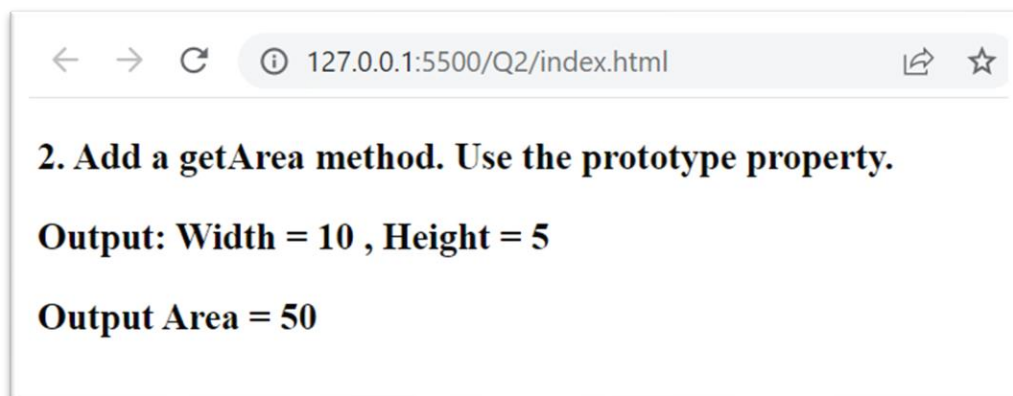 127.0.0.1:5500/Q2/index.html
2. Add a getArea method. Use the prototype property.
Output: Width = 10 , Height = 5
Output Area = 50